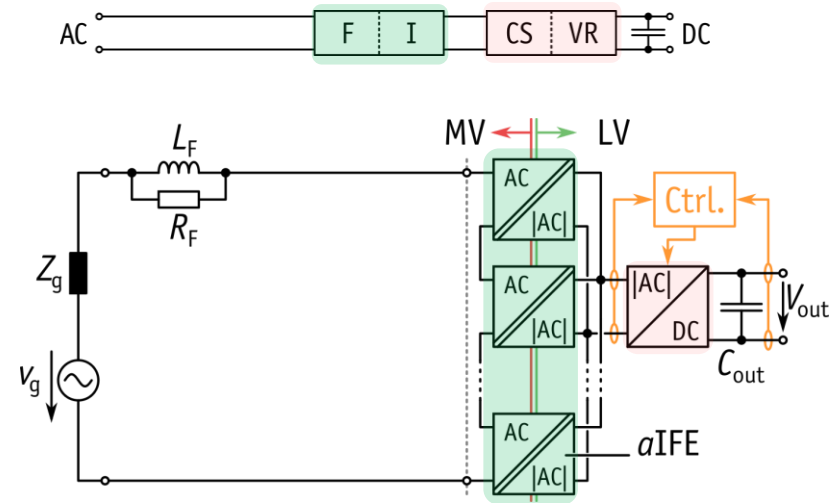 AC F I CS VR DC
MV LV
L_F
R_F
AC
|AC|
Ctrl.
Z_g
AC
|AC|
|AC|
DC
V_out
C_out
v_g
AC
|AC|
aIFE